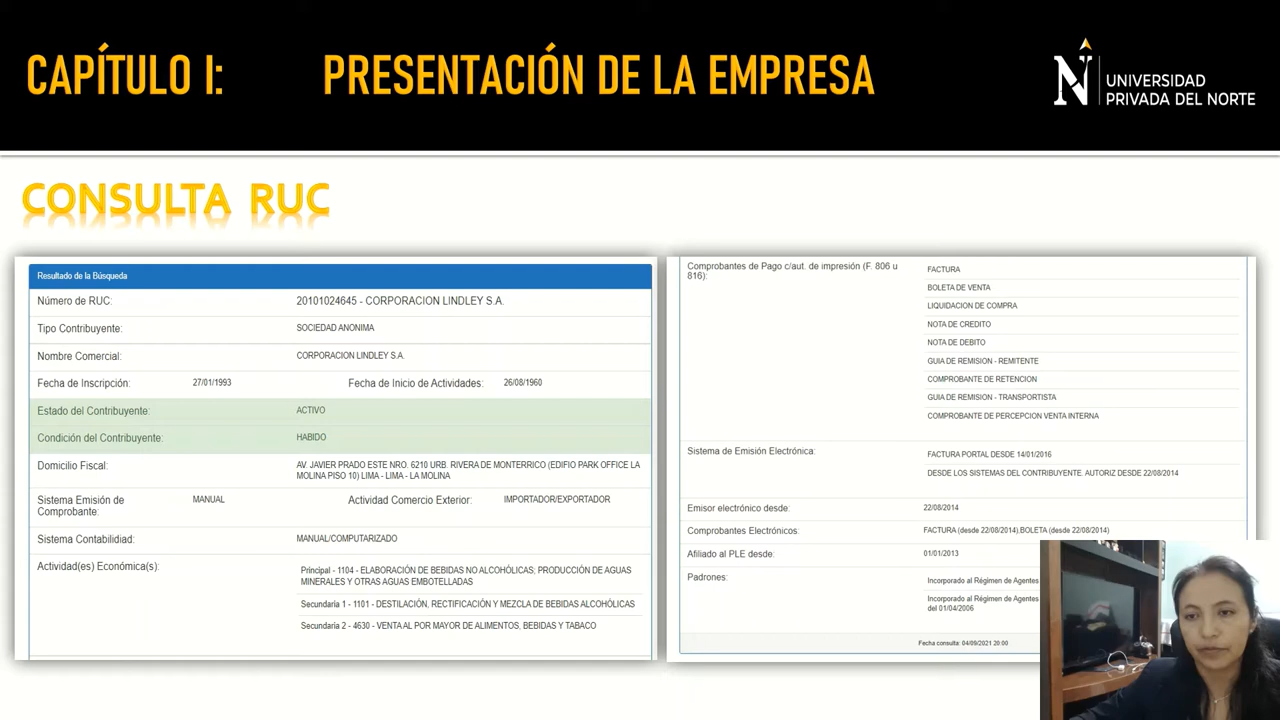 CAPÍTULO I: PRESENTACIÓN DE LA EMPRESA
UNIVERSIDAD
PRIVADA DEL NORTE
CONSULTA RUC
Resultado de la Búsqueda
Número de RUC: 20101024645 - CORPORACION LINDLEY S.A.
Tipo Contribuyente: SOCIEDAD ANONIMA
Nombre Comercial: CORPORACION LINDLEY S.A.
Fecha de Inscripción: 27/01/1993 Fecha de Inicio de Actividades: 26/08/1960
Estado del Contribuyente: ACTIVO
Condición del Contribuyente: HABIDO
Domicilio Fiscal: AV. JAVIER PRADO ESTE NRO. 6210 URB. RIVERA DE MONTERRICO (EDIFIO PARK OFFICE LA
MOLINA PISO 10) LIMA - LIMA - LA MOLINA
Sistema Emisión de
Comprobante: MANUAL Actividad Comercio Exterior: IMPORTADOR/EXPORTADOR
Sistema Contabilidiad: MANUAL/COMPUTARIZADO
Actividad(es) Económica(s): Principal - 1104 - ELABORACIÓN DE BEBIDAS NO ALCOHÓLICAS; PRODUCCIÓN DE AGUAS
MINERALES Y OTRAS AGUAS EMBOTELLADAS
Secundaria 1 - 1101 - DESTILACIÓN, RECTIFICACIÓN Y MEZCLA DE BEBIDAS ALCOHÓLICAS
Secundaria 2 - 4630 - VENTA AL POR MAYOR DE ALIMENTOS, BEBIDAS Y TABACO
Comprobantes de Pago c/aut. de impresión (F. 806 u
816):
FACTURA
BOLETA DE VENTA
LIQUIDACION DE COMPRA
NOTA DE CREDITO
NOTA DE DEBITO
GUIA DE REMISION - REMITENTE
COMPROBANTE DE RETENCION
GUIA DE REMISION - TRANSPORTISTA
COMPROBANTE DE PERCEPCION VENTA INTERNA
Sistema de Emisión Electrónica: FACTURA PORTAL DESDE 14/01/2016
DESDE LOS SISTEMAS DEL CONTRIBUYENTE. AUTORIZ DESDE 22/08/2014
Emisor electrónico desde: 22/08/2014
Comprobantes Electrónicos: FACTURA (desde 22/08/2014),BOLETA (desde 22/08/2014)
Afiliado al PLE desde: 01/01/2013
Padrones: Incorporado al Régimen de Agentes
Incorporado al Régimen de Agentes
del 01/04/2006
Fecha consulta: 04/09/2021 20:00